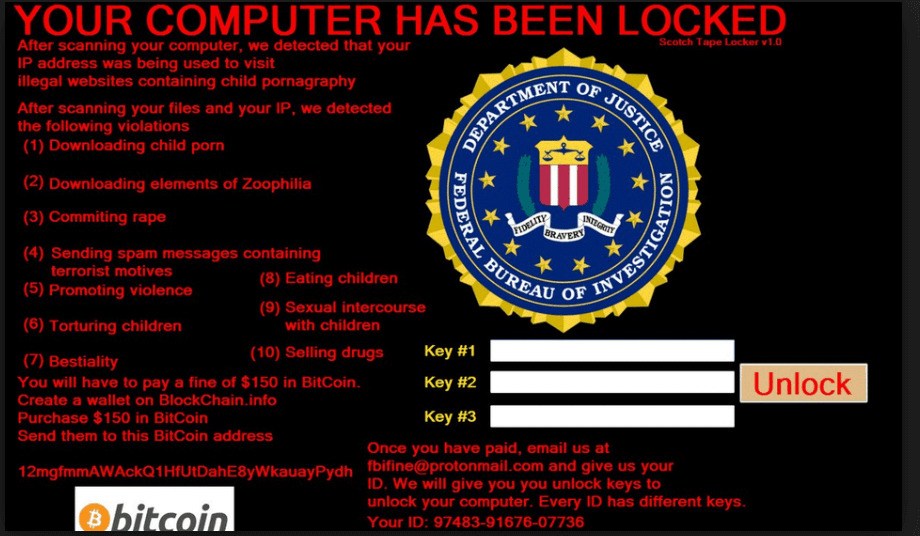 YOUR COMPUTER HAS BEEN LOCKED
Scotch Tape Locker v1.0
After scanning your computer, we detected that your
IP address was being used to visit
illegal websites containing child pornagraphy
After scanning your files and your IP, we detected
the following violations
(1) Downloading child porn
(2) Downloading elements of Zoophilia
(3) Commiting rape
(4) Sending spam messages containing
terrorist motives
(5) Promoting violence
(6) Torturing children
(7) Bestiality
(8) Eating children
(9) Sexual intercourse
with children
(10) Selling drugs
DEPARTMENT OF JUSTICE
FEDERAL BUREAU OF INVESTIGATION
FIDELITY
BRAVERY
INTEGRITY
Key #1
Key #2
Key #3
Unlock
You will have to pay a fine of $150 in BitCoin.
Create a wallet on BlockChain.info
Purchase $150 in BitCoin
Send them to this BitCoin address
12mgfmmAWAckQ1HfUtDahE8yWkauayPydh
bitcoin
Once you have paid, email us at
fbifine@protonmail.com and give us your
ID. We will give you you unlock keys to
unlock your computer. Every ID has different keys.
Your ID: 97483-91676-07736